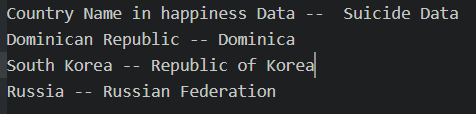 Country Name in happiness Data --  Suicide Data
Dominican Republic -- Dominica
South Korea -- Republic of Korea
Russia -- Russian Federation